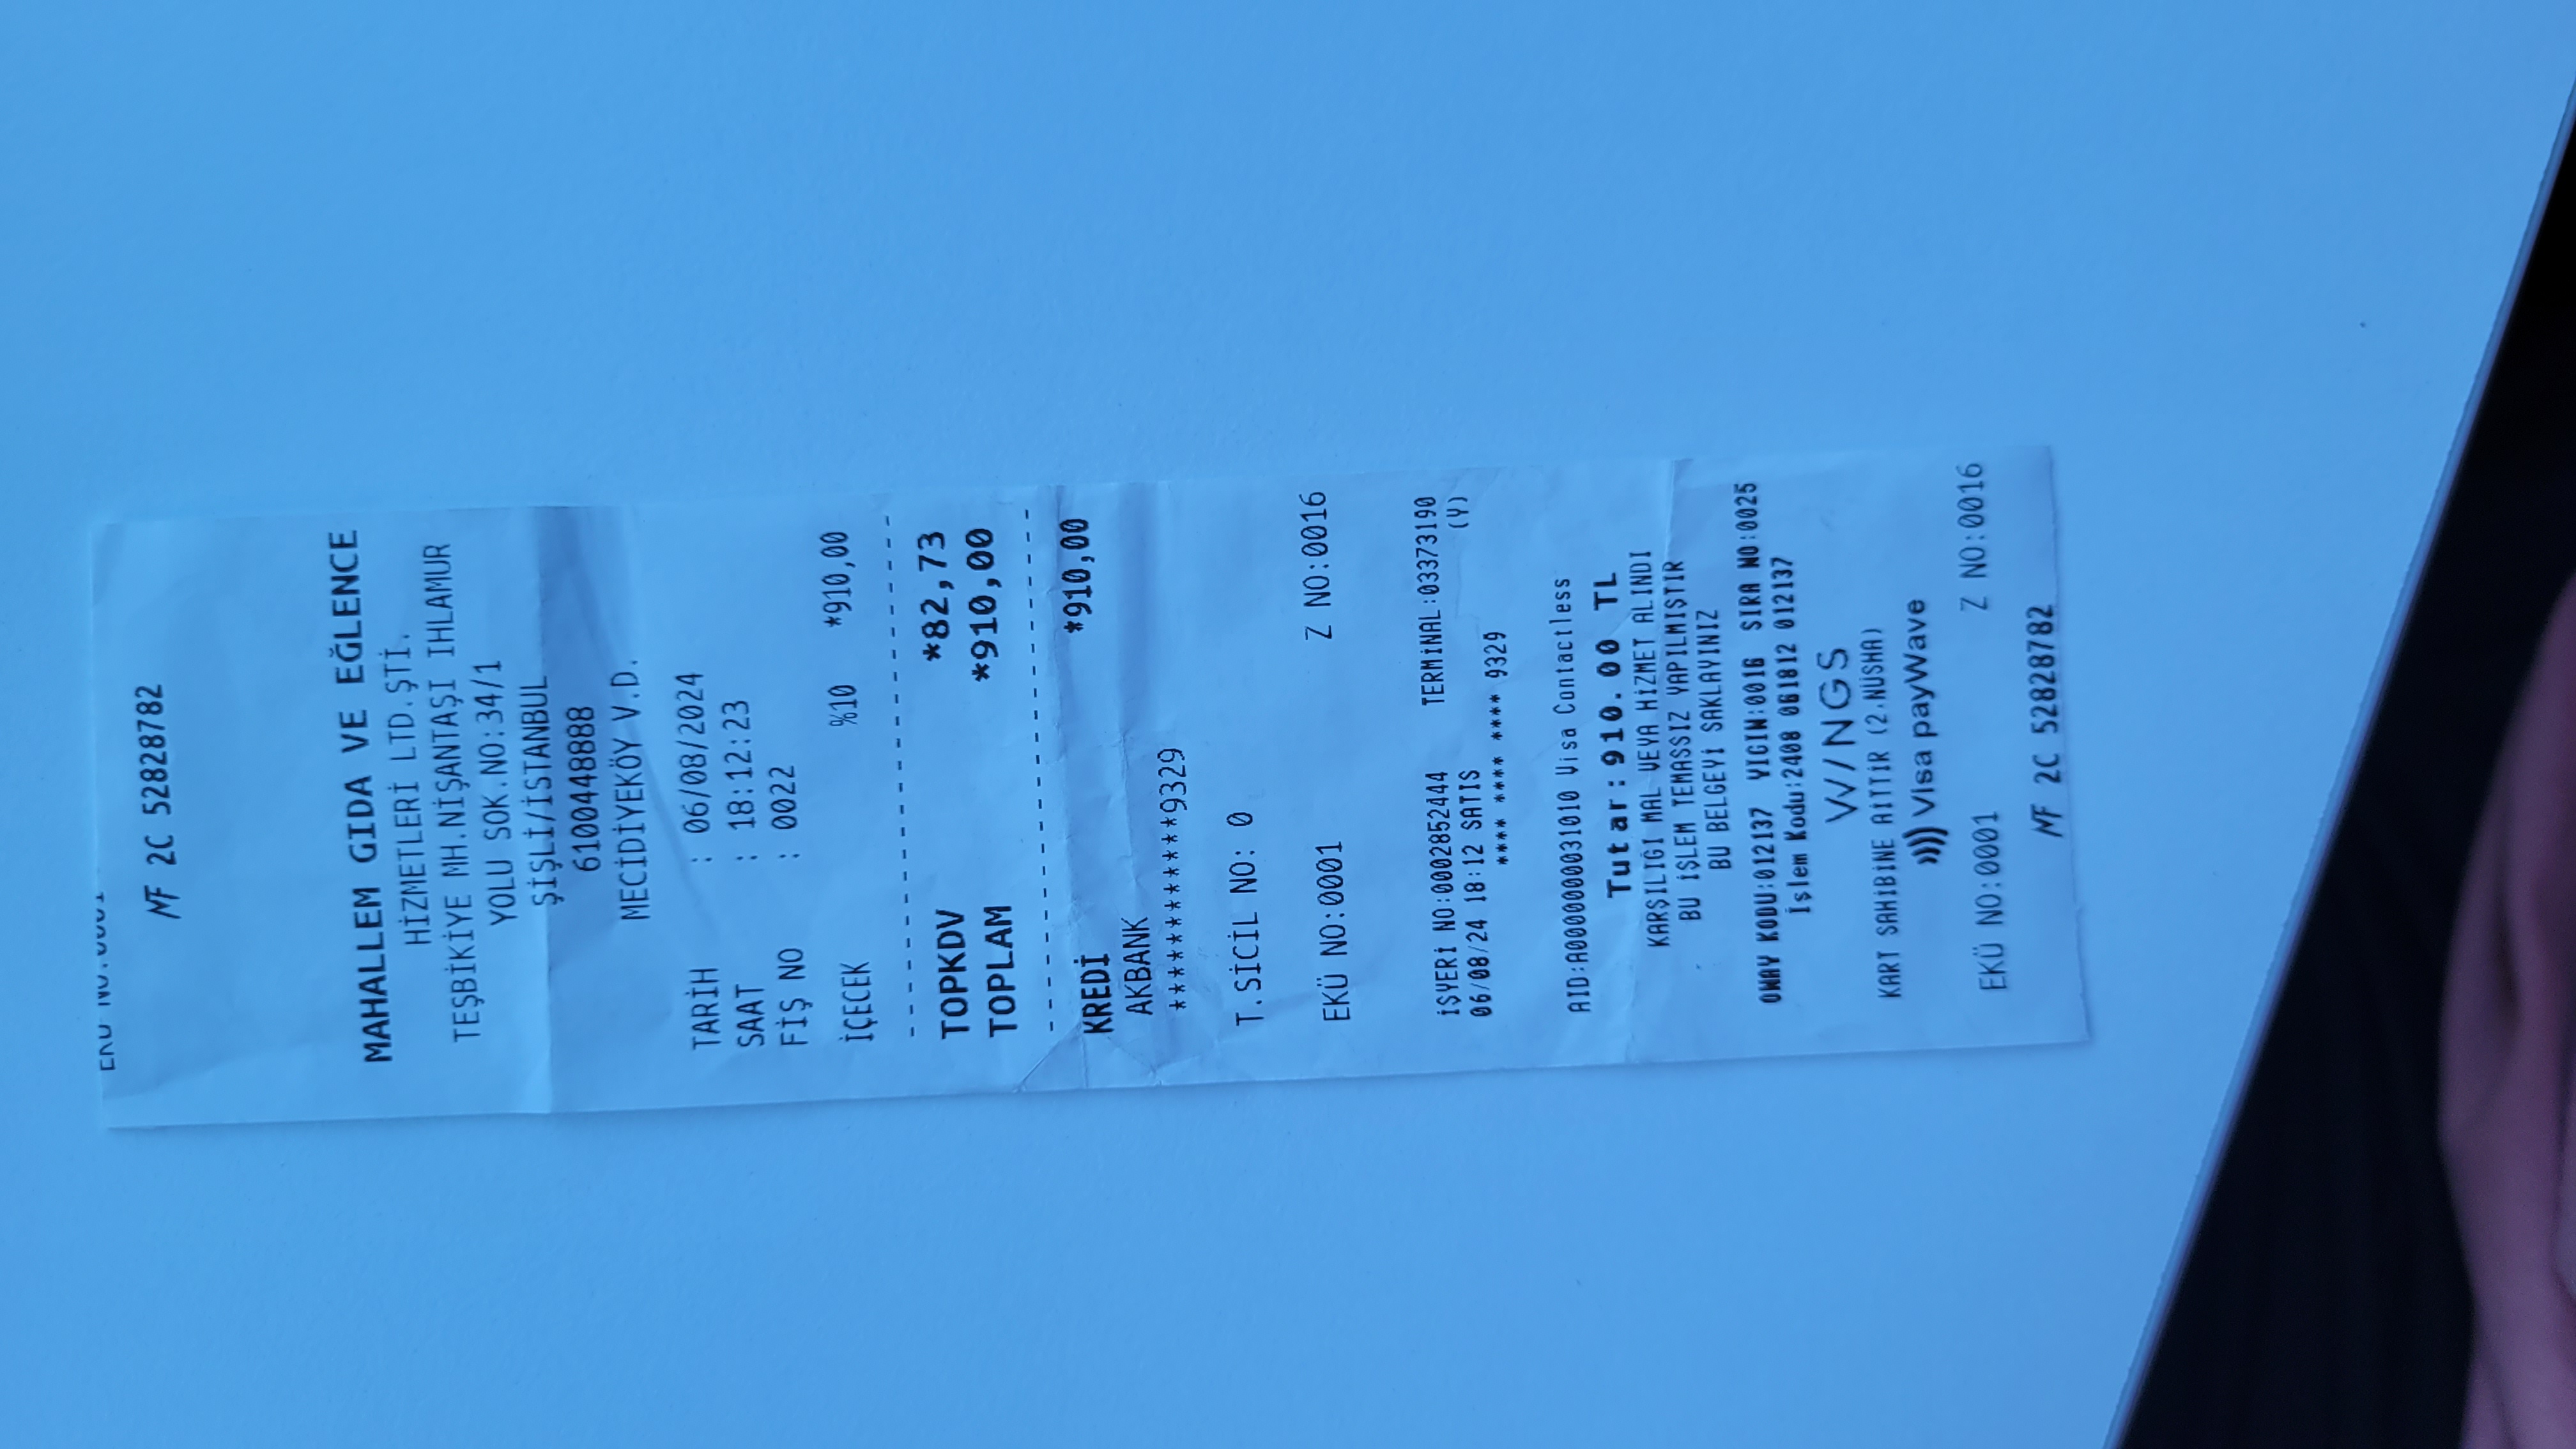 EKÜ NO:0001
MF 2C 52828782
MAHALLEM GIDA VE EĞLENCE
HİZMETLERİ LTD.ŞTİ.
TEŞBİKİYE MH.NİŞANTAŞI IHLAMUR
YOLU SOK.NO:34/1
ŞİŞLİ/İSTANBUL
6100448888
MECİDİYEKÖY V.D.
TARİH : 06/08/2024
SAAT : 18:12:23
FİŞ NO : 0022
İÇECEK %10 *910,00
TOPKDV *82,73
TOPLAM *910,00
KREDİ *910,00
AKBANK
************9329
T.SİCİL NO: 0
EKÜ NO:0001 Z NO:0016
İŞYERİ NO:0002852444 TERMİNAL:03373190
06/08/24 18:12 SATIŞ (Y)
**** **** **** 9329
AID:A0000000031010 Visa Contactless
Tutar:910.00 TL
KARŞILIĞI MAL VEYA HİZMET ALINDI
BU İŞLEM TEMASSIZ YAPILMIŞTIR
BU BELGEYİ SAKLAYINIZ
ONAY KODU:012137 YIGIN:0016 SIRA NO:0025
İşlem Kodu:2408 061812 012137
W/NGS
KART SAHİBİNE AİTTİR (2.NUSHA)
Visa payWave
EKÜ NO:0001 Z NO:0016
MF 2C 52828782